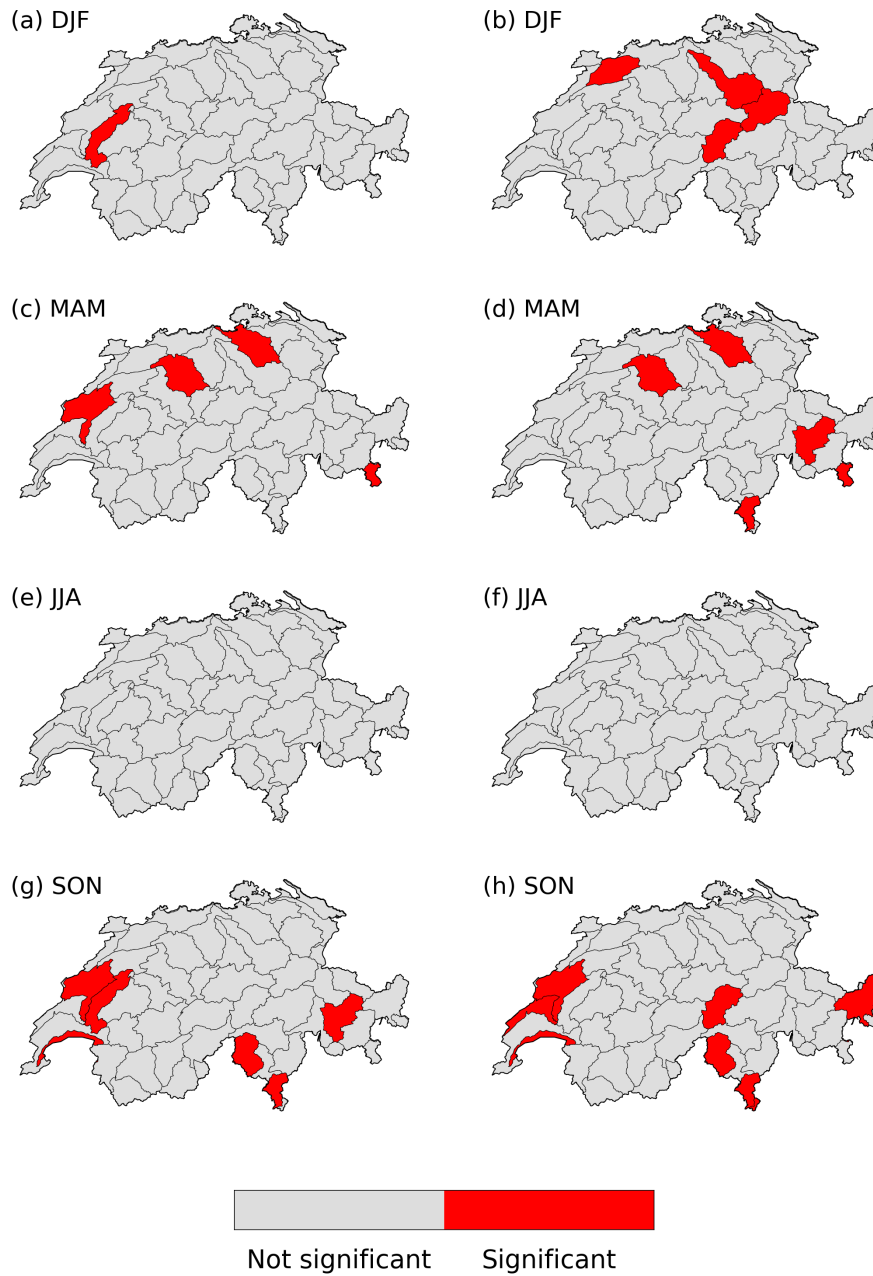 (a) DJF
(b) DJF
(c) MAM
(d) MAM
(e) JJA
(f) JJA
(g) SON
(h) SON
Not significant
Significant